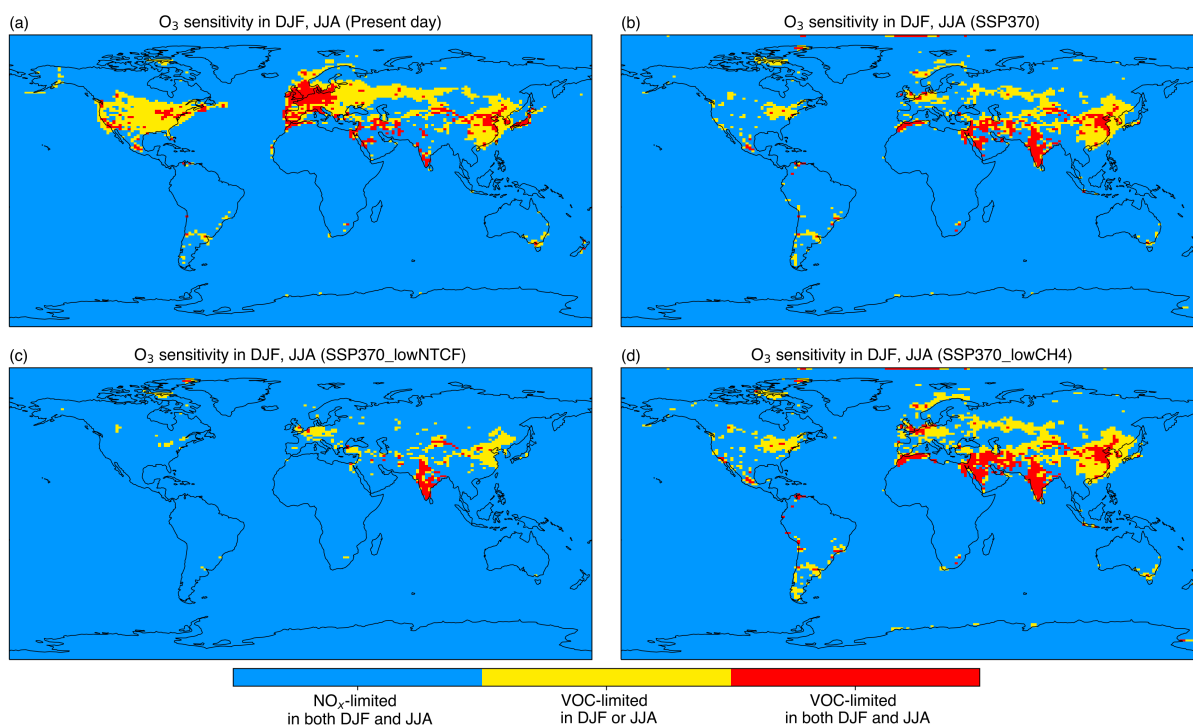 (a) O₃ sensitivity in DJF, JJA (Present day)
(b) O₃ sensitivity in DJF, JJA (SSP370)
(c) O₃ sensitivity in DJF, JJA (SSP370_lowNTCF)
(d) O₃ sensitivity in DJF, JJA (SSP370_lowCH4)
NOₓ-limited
in both DJF and JJA
VOC-limited
in DJF or JJA
VOC-limited
in both DJF and JJA